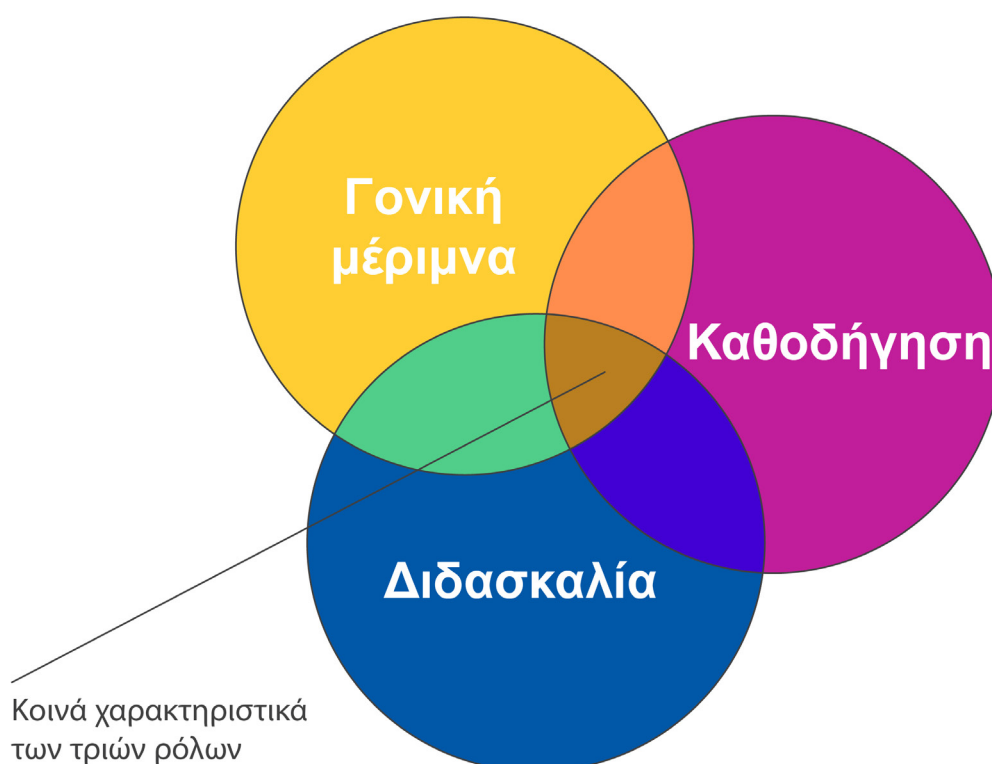 Γονική
μέριμνα
Καθοδήγηση
Διδασκαλία
Κοινά χαρακτηριστικά
των τριών ρόλων